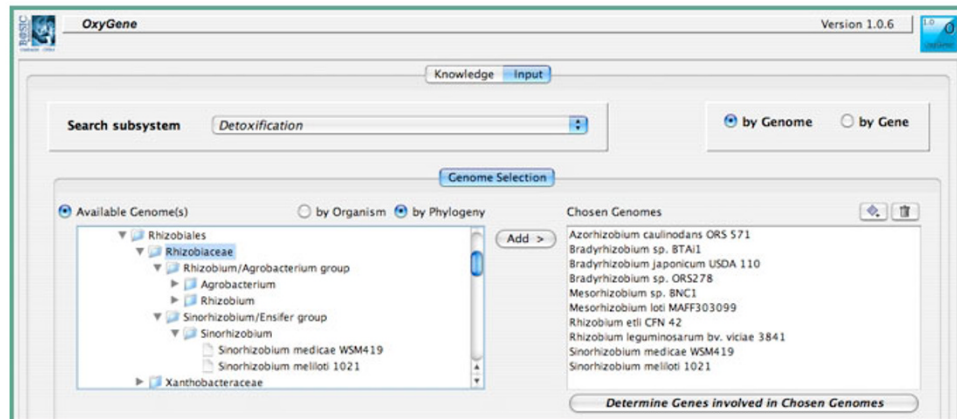 B@SIC
OxyGene
Version 1.0.6
1.0
Knowledge
Input
Search subsystem
Detoxification
by Genome
by Gene
Genome Selection
Available Genome(s)
by Organism
by Phylogeny
Chosen Genomes
Rhizobiales
Rhizobiaceae
Rhizobium/Agrobacterium group
Agrobacterium
Rhizobium
Sinorhizobium/Ensifer group
Sinorhizobium
Sinorhizobium medicae WSM419
Sinorhizobium meliloti 1021
Xanthobacteraceae
Add >
Azorhizobium caulinodans ORS 571
Bradyrhizobium sp. BTAi1
Bradyrhizobium japonicum USDA 110
Bradyrhizobium sp. ORS278
Mesorhizobium sp. BNC1
Mesorhizobium loti MAFF303099
Rhizobium etli CFN 42
Rhizobium leguminosarum bv. viciae 3841
Sinorhizobium medicae WSM419
Sinorhizobium meliloti 1021
Determine Genes involved in Chosen Genomes